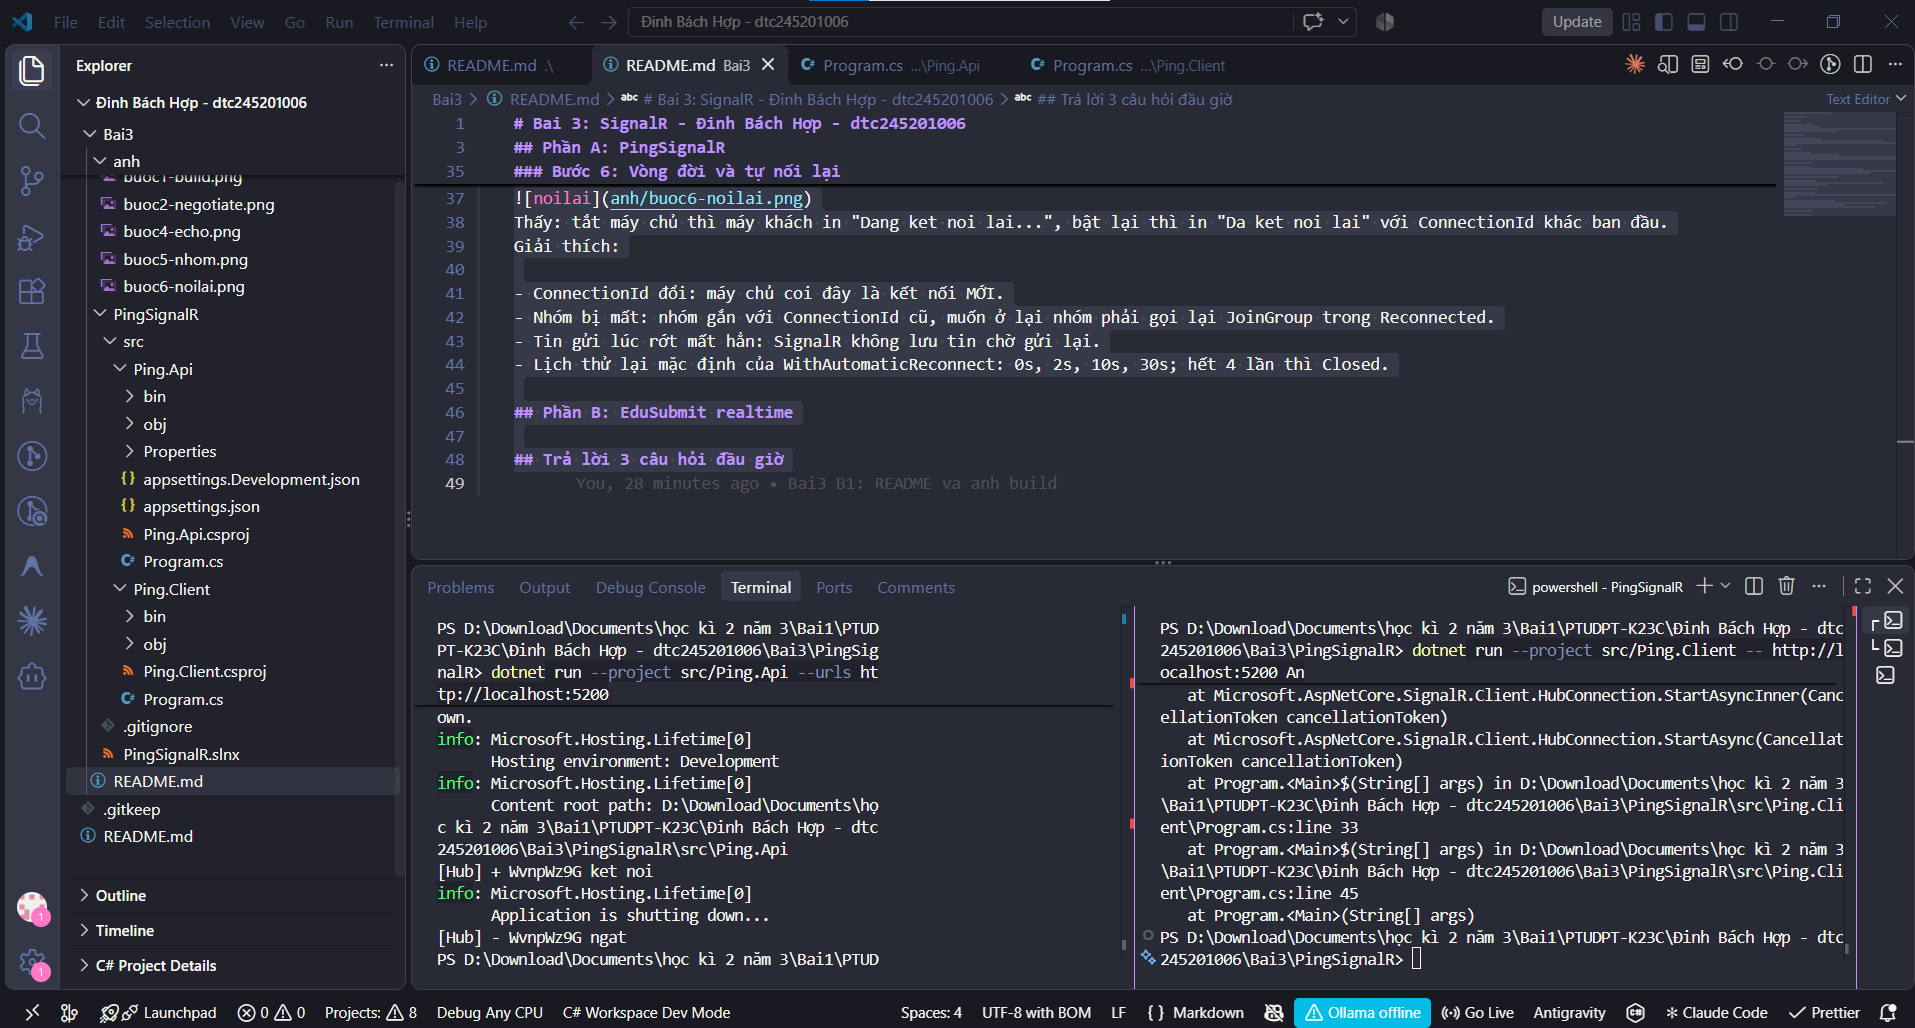 File Edit Selection View Go Run Terminal Help
Đinh Bách Hợp - dtc245201006
Update
Explorer
Đinh Bách Hợp - dtc245201006
Bai3
anh
buoc1-build.png
buoc2-negotiate.png
buoc4-echo.png
buoc5-nhom.png
buoc6-noilai.png
PingSignalR
src
Ping.Api
bin
obj
Properties
appsettings.Development.json
appsettings.json
Ping.Api.csproj
Program.cs
Ping.Client
bin
obj
Ping.Client.csproj
Program.cs
.gitignore
PingSignalR.slnx
README.md
.gitkeep
README.md
Outline
Timeline
C# Project Details
README.md .\
README.md Bai3
Program.cs ...\Ping.Api
Program.cs ...\Ping.Client
Bai3 > README.md > # Bai 3: SignalR - Đinh Bách Hợp - dtc245201006 > ## Trả lời 3 câu hỏi đầu giờ
Text Editor
1 # Bai 3: SignalR - Đinh Bách Hợp - dtc245201006
3 ## Phần A: PingSignalR
35 ### Bước 6: Vòng đời và tự nối lại
37 ![noilai](anh/buoc6-noilai.png)
38 Thấy: tắt máy chủ thì máy khách in "Dang ket noi lai...", bật lại thì in "Da ket noi lai" với ConnectionId khác ban đầu.
39 Giải thích:
40
41 - ConnectionId đổi: máy chủ coi đây là kết nối MỚI.
42 - Nhóm bị mất: nhóm gắn với ConnectionId cũ, muốn ở lại nhóm phải gọi lại JoinGroup trong Reconnected.
43 - Tin gửi lúc rớt mất hẳn: SignalR không lưu tin chờ gửi lại.
44 - Lịch thử lại mặc định của WithAutomaticReconnect: 0s, 2s, 10s, 30s; hết 4 lần thì Closed.
45
46 ## Phần B: EduSubmit realtime
47
48 ## Trả lời 3 câu hỏi đầu giờ
49 You, 28 minutes ago • Bai3 B1: README va anh build
Problems Output Debug Console Terminal Ports Comments
powershell - PingSignalR
PS D:\Download\Documents\học kì 2 năm 3\Bai1\PTUD
PT-K23C\Đinh Bách Hợp - dtc245201006\Bai3\PingSig
nalR> dotnet run --project src/Ping.Api --urls ht
tp://localhost:5200
own.
info: Microsoft.Hosting.Lifetime[0]
Hosting environment: Development
info: Microsoft.Hosting.Lifetime[0]
Content root path: D:\Download\Documents\họ
c kì 2 năm 3\Bai1\PTUDPT-K23C\Đinh Bách Hợp - dtc
245201006\Bai3\PingSignalR\src\Ping.Api
[Hub] + WvnpWz9G ket noi
info: Microsoft.Hosting.Lifetime[0]
Application is shutting down...
[Hub] - WvnpWz9G ngat
PS D:\Download\Documents\học kì 2 năm 3\Bai1\PTUD
PS D:\Download\Documents\học kì 2 năm 3\Bai1\PTUDPT-K23C\Đinh Bách Hợp - dtc
245201006\Bai3\PingSignalR> dotnet run --project src/Ping.Client -- http://l
ocalhost:5200 An
at Microsoft.AspNetCore.SignalR.Client.HubConnection.StartAsyncInner(Canc
ellationToken cancellationToken)
at Microsoft.AspNetCore.SignalR.Client.HubConnection.StartAsync(Cancellat
ionToken cancellationToken)
at Program.<Main>$(String[] args) in D:\Download\Documents\học kì 2 năm 3
\Bai1\PTUDPT-K23C\Đinh Bách Hợp - dtc245201006\Bai3\PingSignalR\src\Ping.Cli
ent\Program.cs:line 33
at Program.<Main>$(String[] args) in D:\Download\Documents\học kì 2 năm 3
\Bai1\PTUDPT-K23C\Đinh Bách Hợp - dtc245201006\Bai3\PingSignalR\src\Ping.Cli
ent\Program.cs:line 45
at Program.<Main>(String[] args)
PS D:\Download\Documents\học kì 2 năm 3\Bai1\PTUDPT-K23C\Đinh Bách Hợp - dtc
245201006\Bai3\PingSignalR>
1
1
Launchpad 0 0 Projects: 8 Debug Any CPU C# Workspace Dev Mode Spaces: 4 UTF-8 with BOM LF { } Markdown Ollama offline Go Live Antigravity Claude Code Prettier